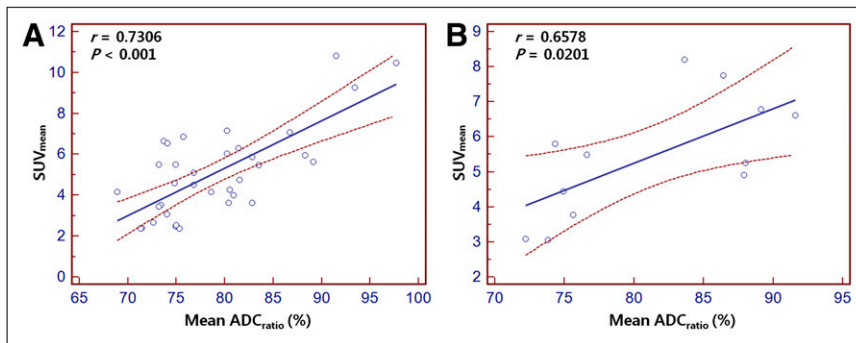 A
r = 0.7306
P < 0.001
SUVmean
12
10
8
6
4
2
0
65 70 75 80 85 90 95 100
Mean ADCratio (%)
B
r = 0.6578
P = 0.0201
SUVmean
9
8
7
6
5
4
3
2
70 75 80 85 90 95
Mean ADCratio (%)